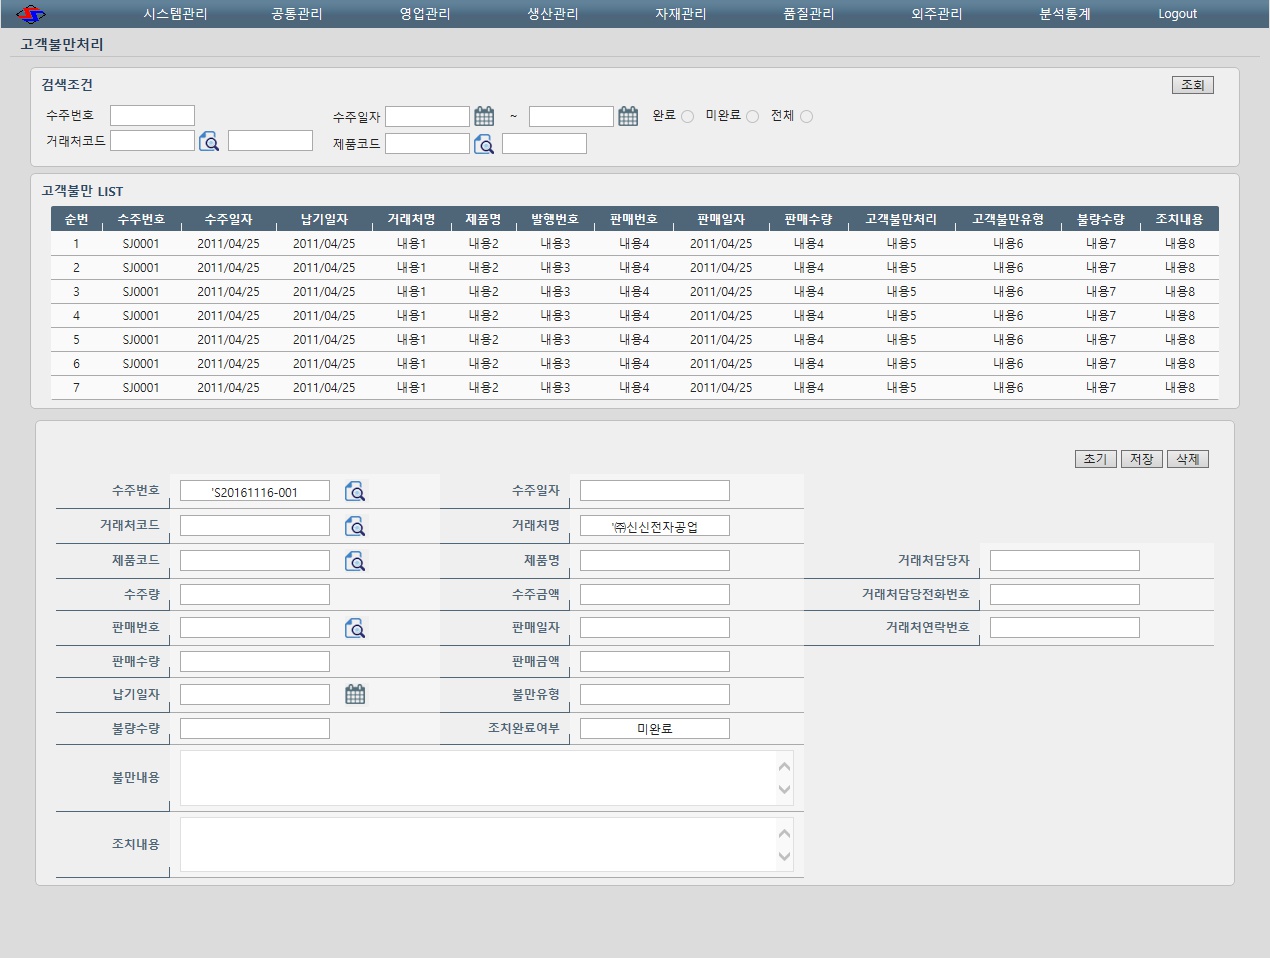 시스템관리 공통관리 영업관리 생산관리 자재관리 품질관리 외주관리 분석통계 Logout
고객불만처리
검색조건 조회
수주번호 수주일자 ~ 완료 미완료 전체
거래처코드 제품코드
고객불만 LIST
순번 수주번호 수주일자 납기일자 거래처명 제품명 발행번호 판매번호 판매일자 판매수량 고객불만처리 고객불만유형 불량수량 조치내용
1 SJ0001 2011/04/25 2011/04/25 내용1 내용2 내용3 내용4 2011/04/25 내용4 내용5 내용6 내용7 내용8
2 SJ0001 2011/04/25 2011/04/25 내용1 내용2 내용3 내용4 2011/04/25 내용4 내용5 내용6 내용7 내용8
3 SJ0001 2011/04/25 2011/04/25 내용1 내용2 내용3 내용4 2011/04/25 내용4 내용5 내용6 내용7 내용8
4 SJ0001 2011/04/25 2011/04/25 내용1 내용2 내용3 내용4 2011/04/25 내용4 내용5 내용6 내용7 내용8
5 SJ0001 2011/04/25 2011/04/25 내용1 내용2 내용3 내용4 2011/04/25 내용4 내용5 내용6 내용7 내용8
6 SJ0001 2011/04/25 2011/04/25 내용1 내용2 내용3 내용4 2011/04/25 내용4 내용5 내용6 내용7 내용8
7 SJ0001 2011/04/25 2011/04/25 내용1 내용2 내용3 내용4 2011/04/25 내용4 내용5 내용6 내용7 내용8
초기 저장 삭제
수주번호 'S20161116-001 수주일자
거래처코드 거래처명 '㈜신신전자공업
제품코드 제품명 거래처담당자
수주량 수주금액 거래처담당전화번호
판매번호 판매일자 거래처연락번호
판매수량 판매금액
납기일자 불만유형
불량수량 조치완료여부 미완료
불만내용
조치내용